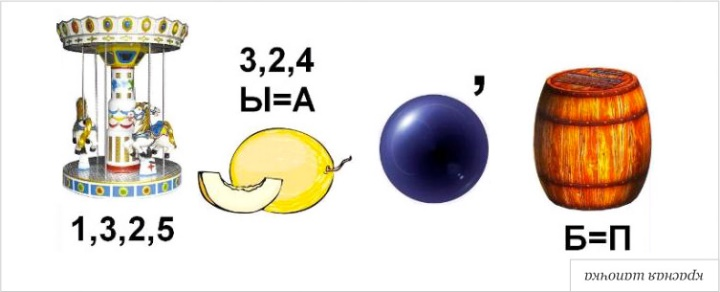 3,2,4
Ы=А
,
1,3,2,5
Б=П
красная шапочка